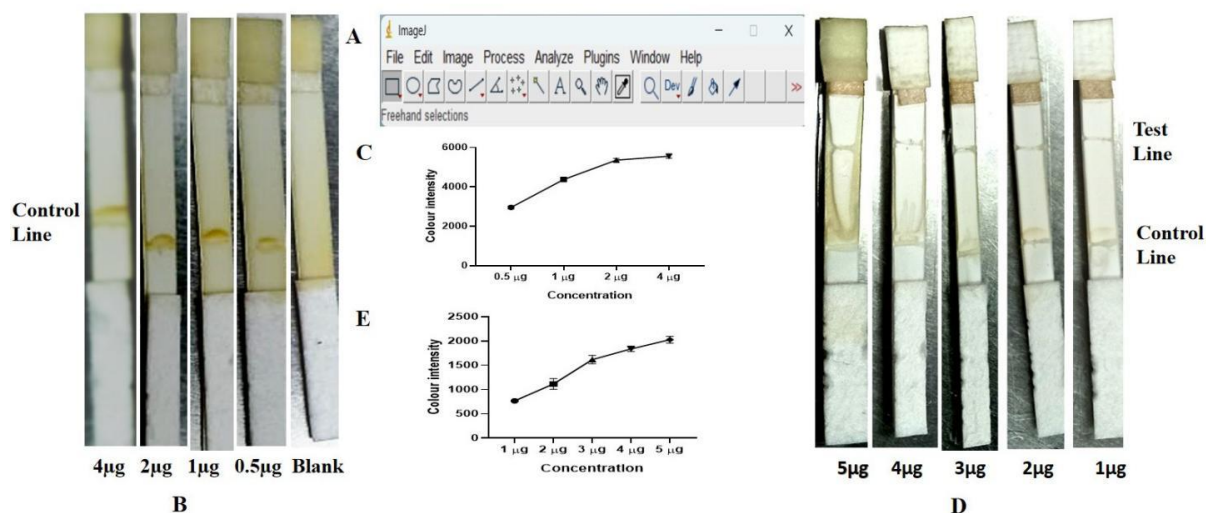 A
ImageJ
File Edit Image Process Analyze Plugins Window Help
Dev
Freehand selections
Control
Line
4µg 2µg 1µg 0.5µg Blank
B
C
Colour intensity
6000
4000
2000
0
0.5 µg 1 µg 2 µg 4 µg
Concentration
E
Colour intensity
2500
2000
1500
1000
500
0
1 µg 2 µg 3 µg 4 µg 5 µg
Concentration
Test
Line
Control
Line
5µg 4µg 3µg 2µg 1µg
D